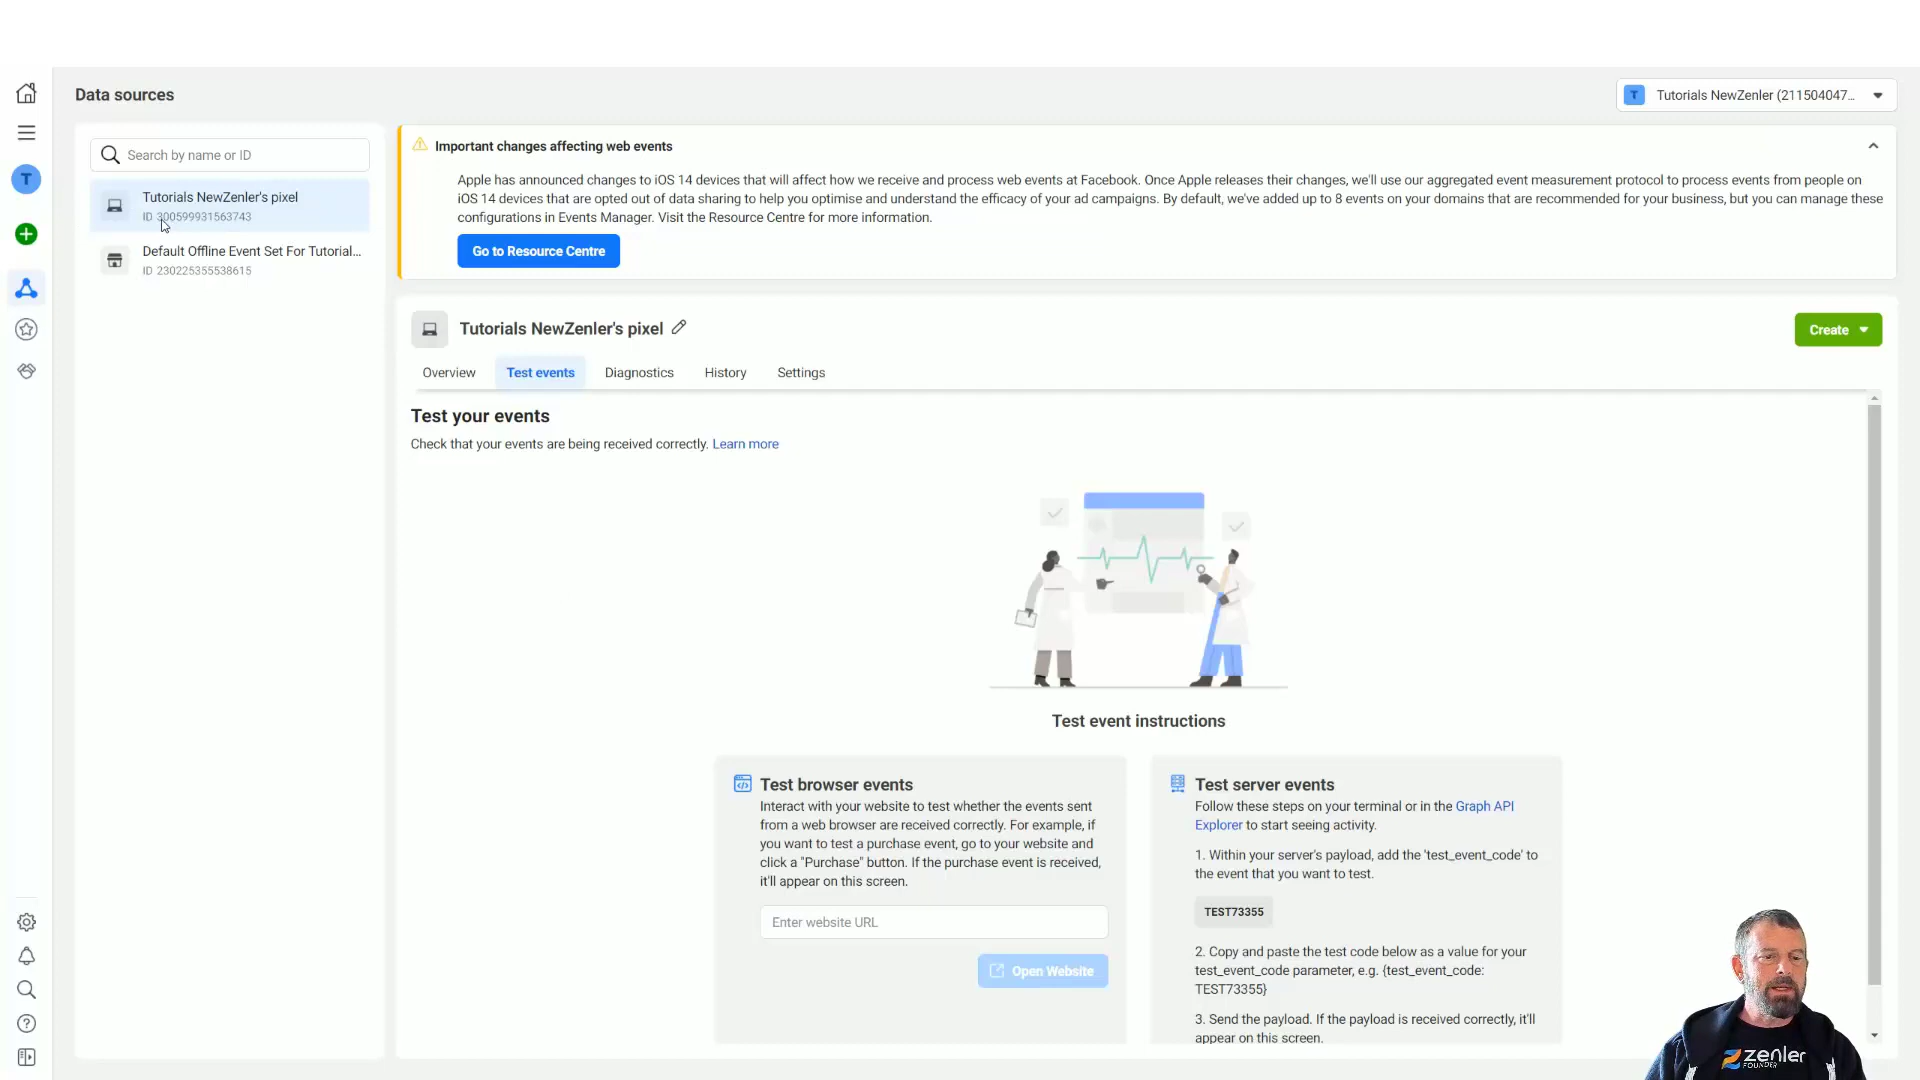 Data sources
T Tutorials NewZenler (211504047...
Search by name or ID
Tutorials NewZenler's pixel
ID 300599931563743
Default Offline Event Set For Tutorial...
ID 230225355538615
T
Important changes affecting web events
Apple has announced changes to iOS 14 devices that will affect how we receive and process web events at Facebook. Once Apple releases their changes, we'll use our aggregated event measurement protocol to process events from people on
iOS 14 devices that are opted out of data sharing to help you optimise and understand the efficacy of your ad campaigns. By default, we've added up to 8 events on your domains that are recommended for your business, but you can manage these
configurations in Events Manager. Visit the Resource Centre for more information.
Go to Resource Centre
Tutorials NewZenler's pixel
Create
Overview Test events Diagnostics History Settings
Test your events
Check that your events are being received correctly. Learn more
Test event instructions
Test browser events
Interact with your website to test whether the events sent
from a web browser are received correctly. For example, if
you want to test a purchase event, go to your website and
click a "Purchase" button. If the purchase event is received,
it'll appear on this screen.
Enter website URL
Open Website
Test server events
Follow these steps on your terminal or in the Graph API
Explorer to start seeing activity.
1. Within your server's payload, add the 'test_event_code' to
the event that you want to test.
TEST73355
2. Copy and paste the test code below as a value for your
test_event_code parameter, e.g. {test_event_code:
TEST73355}
3. Send the payload. If the payload is received correctly, it'll
appear on this screen.
zenler
FOUNDER